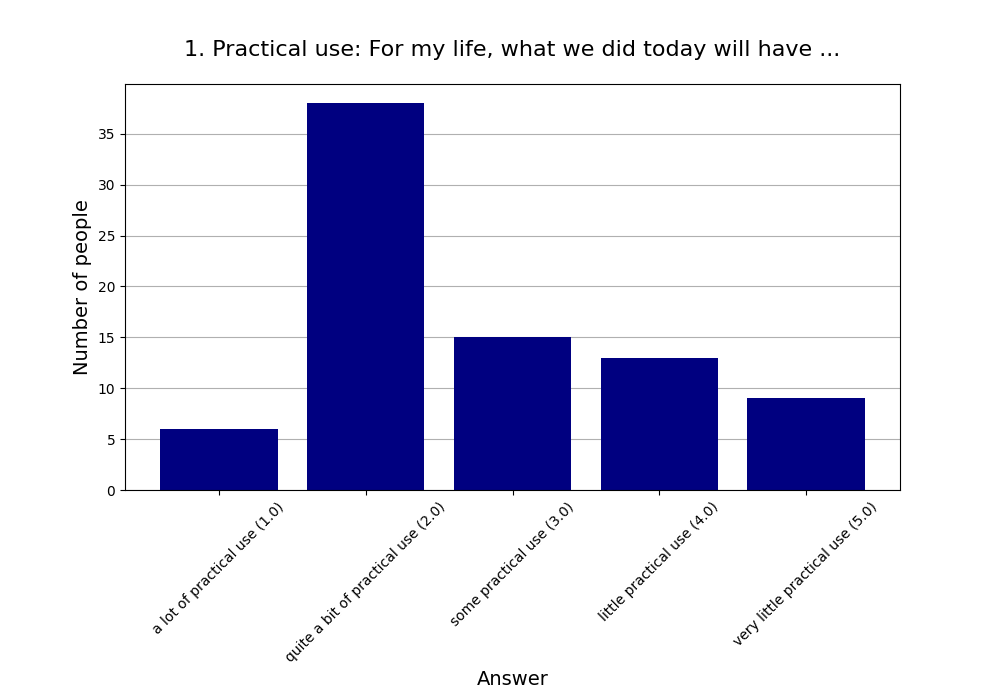 1. Practical use: For my life, what we did today will have ...
Number of people
35
30
25
20
15
10
5
0
a lot of practical use (1.0)
quite a bit of practical use (2.0)
some practical use (3.0)
little practical use (4.0)
very little practical use (5.0)
Answer